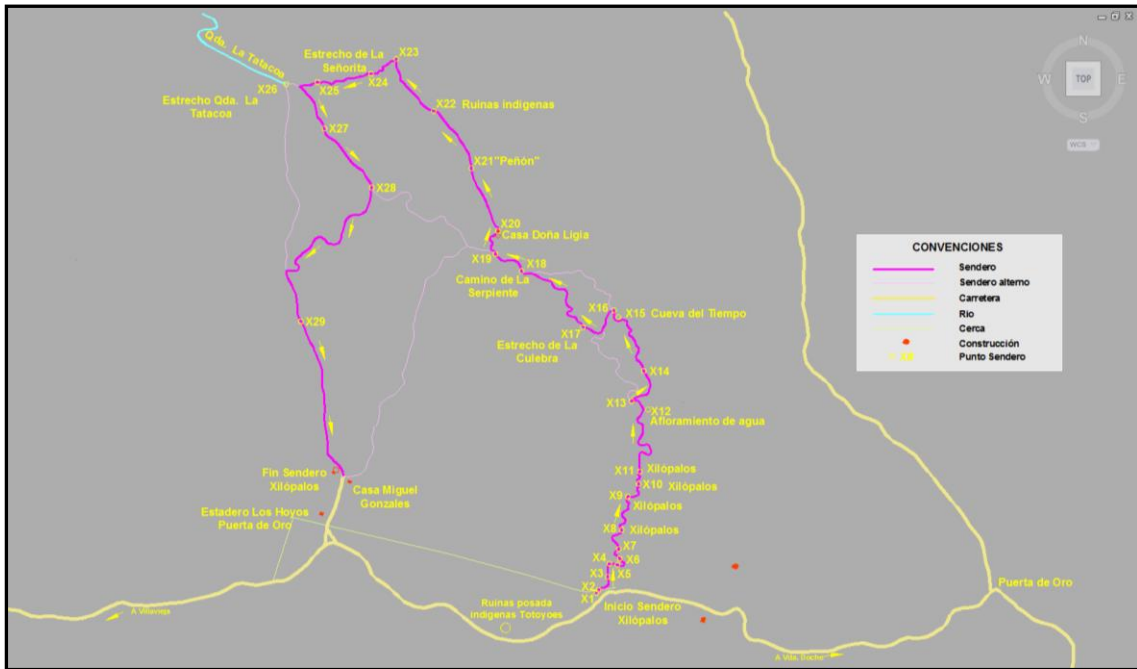 Qda. La Tatacoa
X26
Estrecho Qda. La
Tatacoa
Estrecho de La
Señorita
X23
X24
X25
X22 Ruinas indigenas
X27
X21"Peñón"
X28
X20
Casa Doña Ligia
X19
X18
Camino de La
Serpiente
X16
X15 Cueva del Tiempo
X17
Estrecho de La
Culebra
X29
X14
X13
X12
Afloramiento de agua
X11 Xilópalos
X10 Xilópalos
X9
Xilópalos
X8 Xilópalos
X7
X4
X6
X3
X5
X2
X1
Inicio Sendero
Xilópalos
Fin Sendero
Xilópalos
Casa Miguel
Gonzales
Estadero Los Hoyos
Puerta de Oro
Ruinas posada
indigenas Totoyoes
A Villavieja
Puerta de Oro
N
W
TOP
E
S
WCS
CONVENCIONES
Sendero
Sendero alterno
Carretera
Rio
Cerca
Construcción
Punto Sendero